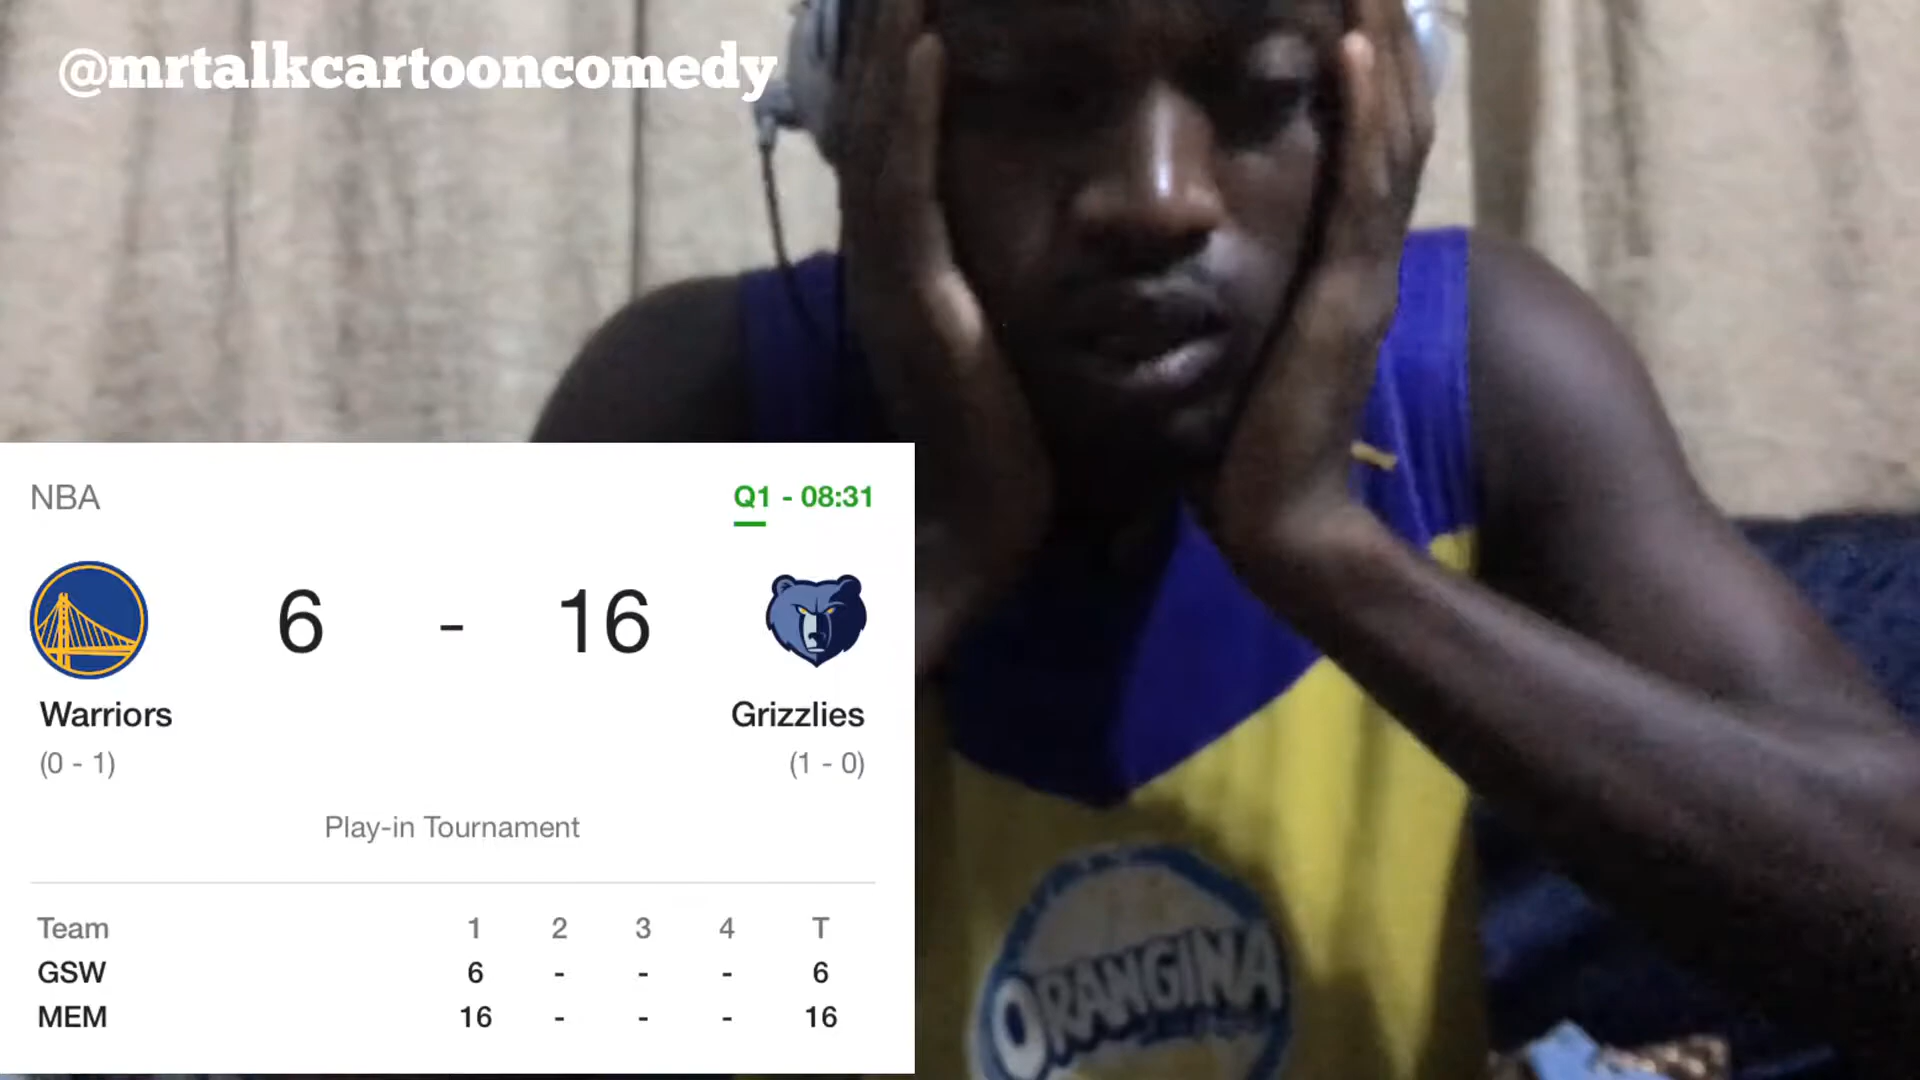 @mrtalkcartooncomedy
NBA
Q1 - 08:31
6 - 16
Warriors
Grizzlies
(0 - 1)
(1 - 0)
Play-in Tournament
Team 1 2 3 4 T
GSW 6 - - - 6
MEM 16 - - - 16
ORANGINA